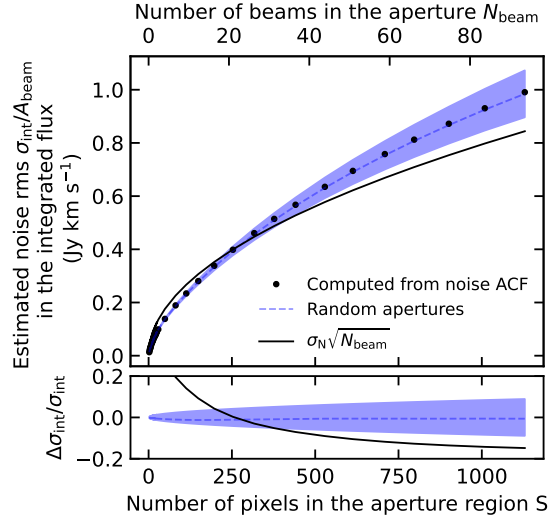 Number of beams in the aperture N_beam
0 20 40 60 80
Estimated noise rms σ_int/A_beam
in the integrated flux
(Jy km s⁻¹)
1.0
0.8
0.6
0.4
0.2
0.0
Computed from noise ACF
Random apertures
σ_N√N_beam
Δσ_int/σ_int
0.2
0.0
−0.2
0 250 500 750 1000
Number of pixels in the aperture region S